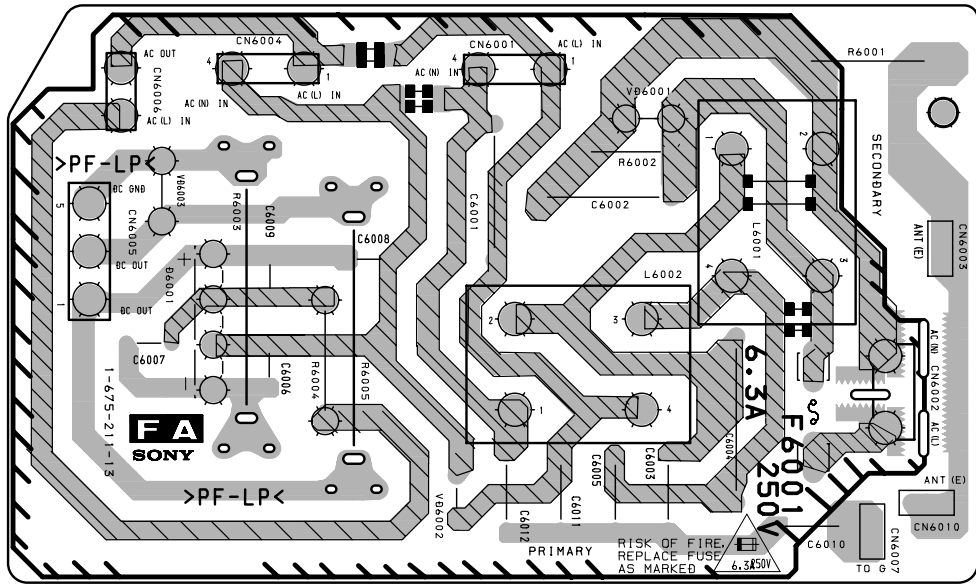 CN6004
CN6001
AC(L) IN
R6001
AC OUT
4
1
4
AC(N) IN
1
CN6006
AC(N) IN
AC(L) IN
AC(L) IN
VD6001
>PF-LP<
1
2
SECONDARY
R6002
VD6003
DC GND
5
CN6005
R6003
C6009
C6001
C6002
CN6003
ANT (E)
C6008
L6001
DC OUT
+
D6001
4
3
L6002
1
DC OUT
2
3
C6007
C6006
R6004
R6005
6.3A
AC(N)
CN6002
AC(L)
1-675-211-13
1
4
F6001
250V
FA
SONY
C6004
C6005
C6003
>PF-LP<
ANT (E)
VD6002
C6012
C6011
CN6010
PRIMARY
RISK OF FIRE,
REPLACE FUSE
AS MARKED
6.3A 250V
C6010
CN6007
TO G